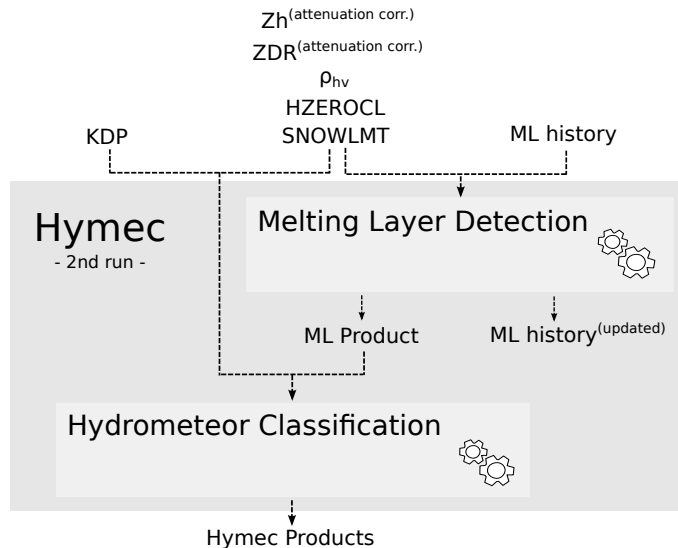 Zh(attenuation corr.)
ZDR(attenuation corr.)
ρhv
HZEROCL
KDP
SNOWLMT
ML history
Hymec
- 2nd run -
Melting Layer Detection
ML Product
ML history(updated)
Hydrometeor Classification
Hymec Products